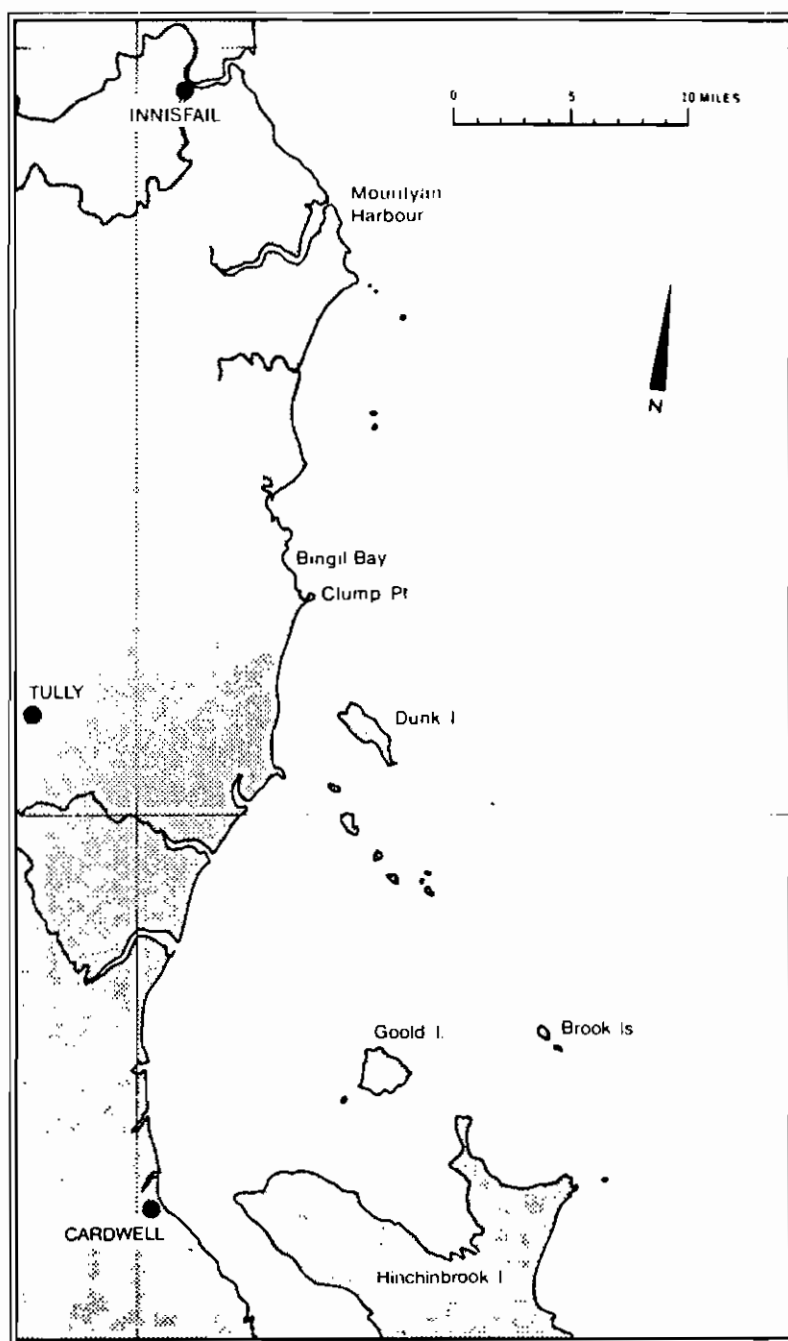 INNISFAIL
0 5 10 MILES
Mourilyan
Harbour
N
Bingil Bay
Clump Pt
TULLY
Dunk I
Goold I.
Brook Is
CARDWELL
Hinchinbrook I